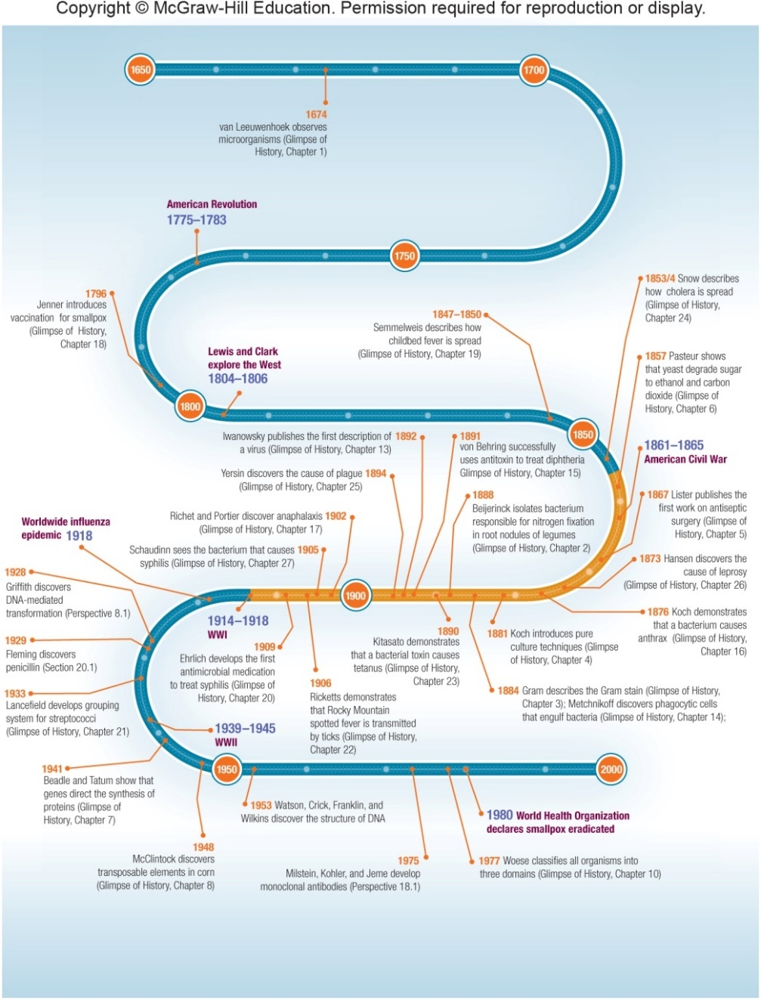 Copyright © McGraw-Hill Education. Permission required for reproduction or display.
1650
1700
1674
van Leeuwenhoek observes
microorganisms (Glimpse of
History, Chapter 1)
American Revolution
1775–1783
1750
1796
Jenner introduces
vaccination for smallpox
(Glimpse of History,
Chapter 18)
1853/4 Snow describes
how cholera is spread
(Glimpse of History,
Chapter 24)
1847–1850
Semmelweis describes how
childbed fever is spread
(Glimpse of History, Chapter 19)
Lewis and Clark
explore the West
1804–1806
1857 Pasteur shows
that yeast degrade sugar
to ethanol and carbon
dioxide (Glimpse of
History, Chapter 6)
1800
1850
Iwanowsky publishes the first description of 1892
a virus (Glimpse of History, Chapter 13)
1891
von Behring successfully
uses antitoxin to treat diphtheria
Glimpse of History, Chapter 15)
1861–1865
American Civil War
Yersin discovers the cause of plague 1894
(Glimpse of History, Chapter 25)
1888
Beijerinck isolates bacterium
responsible for nitrogen fixation
in root nodules of legumes
(Glimpse of History, Chapter 2)
1867 Lister publishes the
first work on antiseptic
surgery (Glimpse of
History, Chapter 5)
Richet and Portier discover anaphalaxis 1902
(Glimpse of History, Chapter 17)
Worldwide influenza
epidemic 1918
Schaudinn sees the bacterium that causes 1905
syphilis (Glimpse of History, Chapter 27)
1873 Hansen discovers the
cause of leprosy
(Glimpse of History, Chapter 26)
1928
Griffith discovers
DNA-mediated
transformation (Perspective 8.1)
1900
1914–1918
WWI
1876 Koch demonstrates
that a bacterium causes
anthrax (Glimpse of History,
Chapter 16)
1890
Kitasato demonstrates
that a bacterial toxin causes
tetanus (Glimpse of History,
Chapter 23)
1881 Koch introduces pure
culture techniques (Glimpse
of History, Chapter 4)
1929
Fleming discovers
penicillin (Section 20.1)
1909
Ehrlich develops the first
antimicrobial medication
to treat syphilis (Glimpse of
History, Chapter 20)
1906
Ricketts demonstrates
that Rocky Mountain
spotted fever is transmitted
by ticks (Glimpse of History,
Chapter 22)
1884 Gram describes the Gram stain (Glimpse of History,
Chapter 3); Metchnikoff discovers phagocytic cells
that engulf bacteria (Glimpse of History, Chapter 14);
1933
Lancefield develops grouping
system for streptococci
(Glimpse of History, Chapter 21)
1939–1945
WWII
1941
Beadle and Tatum show that
genes direct the synthesis of
proteins (Glimpse of
History, Chapter 7)
1950
2000
1953 Watson, Crick, Franklin, and
Wilkins discover the structure of DNA
1980 World Health Organization
declares smallpox eradicated
1948
McClintock discovers
transposable elements in corn
(Glimpse of History, Chapter 8)
1975
Milstein, Kohler, and Jerne develop
monoclonal antibodies (Perspective 18.1)
1977 Woese classifies all organisms into
three domains (Glimpse of History, Chapter 10)